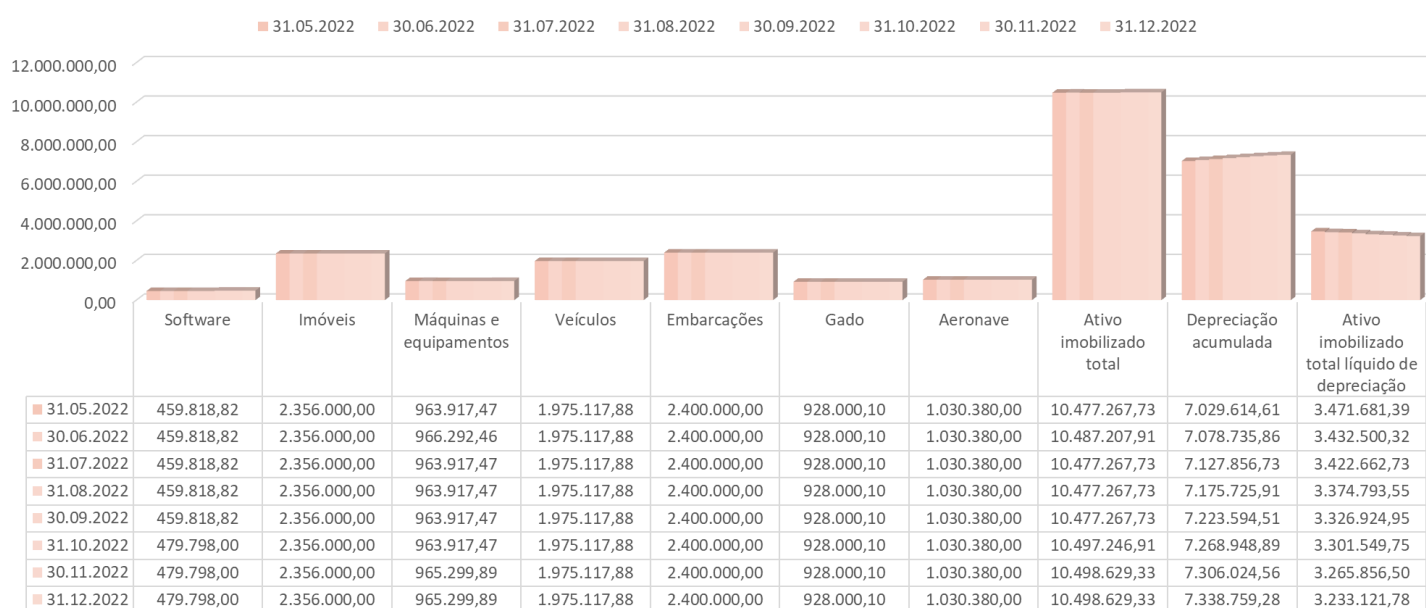 31.05.2022 30.06.2022 31.07.2022 31.08.2022 30.09.2022 31.10.2022 30.11.2022 31.12.2022
12.000.000,00
10.000.000,00
8.000.000,00
6.000.000,00
4.000.000,00
2.000.000,00
0,00
Software Imóveis Máquinas e equipamentos Veículos Embarcações Gado Aeronave Ativo imobilizado total Depreciação acumulada Ativo imobilizado total líquido de depreciação
31.05.2022 459.818,82 2.356.000,00 963.917,47 1.975.117,88 2.400.000,00 928.000,10 1.030.380,00 10.477.267,73 7.029.614,61 3.471.681,39
30.06.2022 459.818,82 2.356.000,00 966.292,46 1.975.117,88 2.400.000,00 928.000,10 1.030.380,00 10.487.207,91 7.078.735,86 3.432.500,32
31.07.2022 459.818,82 2.356.000,00 963.917,47 1.975.117,88 2.400.000,00 928.000,10 1.030.380,00 10.477.267,73 7.127.856,73 3.422.662,73
31.08.2022 459.818,82 2.356.000,00 963.917,47 1.975.117,88 2.400.000,00 928.000,10 1.030.380,00 10.477.267,73 7.175.725,91 3.374.793,55
30.09.2022 459.818,82 2.356.000,00 963.917,47 1.975.117,88 2.400.000,00 928.000,10 1.030.380,00 10.477.267,73 7.223.594,51 3.326.924,95
31.10.2022 479.798,00 2.356.000,00 963.917,47 1.975.117,88 2.400.000,00 928.000,10 1.030.380,00 10.497.246,91 7.268.948,89 3.301.549,75
30.11.2022 479.798,00 2.356.000,00 965.299,89 1.975.117,88 2.400.000,00 928.000,10 1.030.380,00 10.498.629,33 7.306.024,56 3.265.856,50
31.12.2022 479.798,00 2.356.000,00 965.299,89 1.975.117,88 2.400.000,00 928.000,10 1.030.380,00 10.498.629,33 7.338.759,28 3.233.121,78